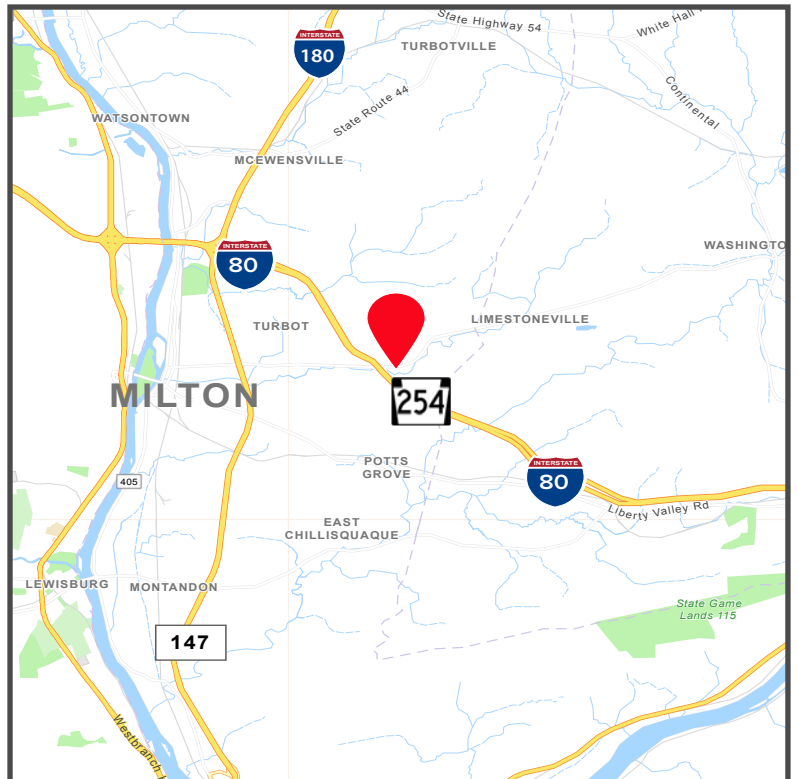 State Highway 54
White Hall
INTERSTATE
180
TURBOTVILLE
Continental
State Route 44
WATSONTOWN
MCEWENSVILLE
WASHINGTO
INTERSTATE
80
TURBOT
LIMESTONEVILLE
MILTON
254
POTTS
GROVE
INTERSTATE
80
405
Liberty Valley Rd
EAST
CHILLISQUAQUE
LEWISBURG
MONTANDON
State Game
Lands 115
147
Westbranch